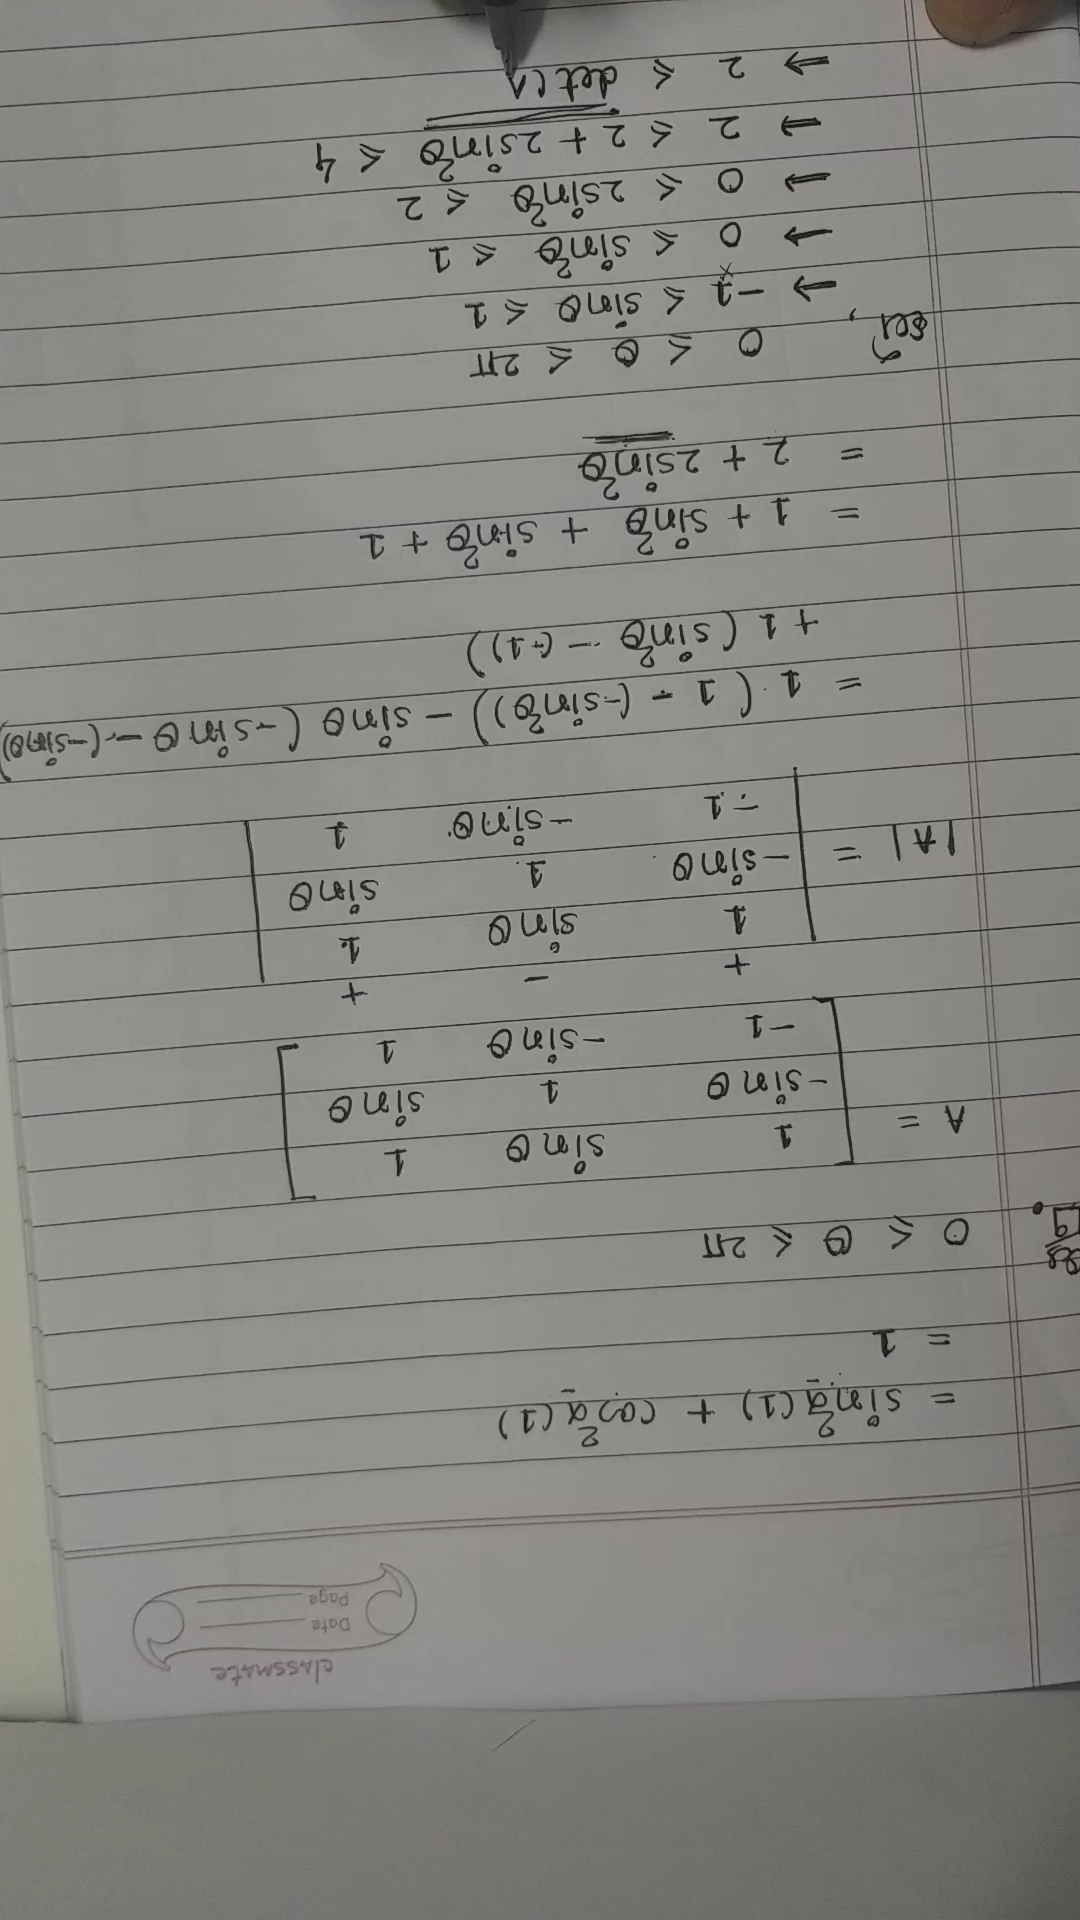 classmate
Date
Page
= sin²α(1) + cos²α(1)
= 1
0 ≤ θ ≤ 2π
A = [ 1 sinθ 1
-sinθ 1 sinθ
-1 -sinθ 1 ]
+ - +
1 sinθ 1
|A| = -sinθ 1 sinθ
-1 -sinθ 1
= 1 (1 - (-sin²θ)) - sinθ (-sinθ - (-sinθ))
+ 1 (sin²θ - (-1))
= 1 + sin²θ + sin²θ + 1
= 2 + 2sin²θ
0 ≤ θ ≤ 2π
→ -1 ≤ sinθ ≤ 1
→ 0 ≤ sin²θ ≤ 1
→ 0 ≤ 2sin²θ ≤ 2
→ 2 ≤ 2 + 2sin²θ ≤ 4
→ 2 ≤ det(A